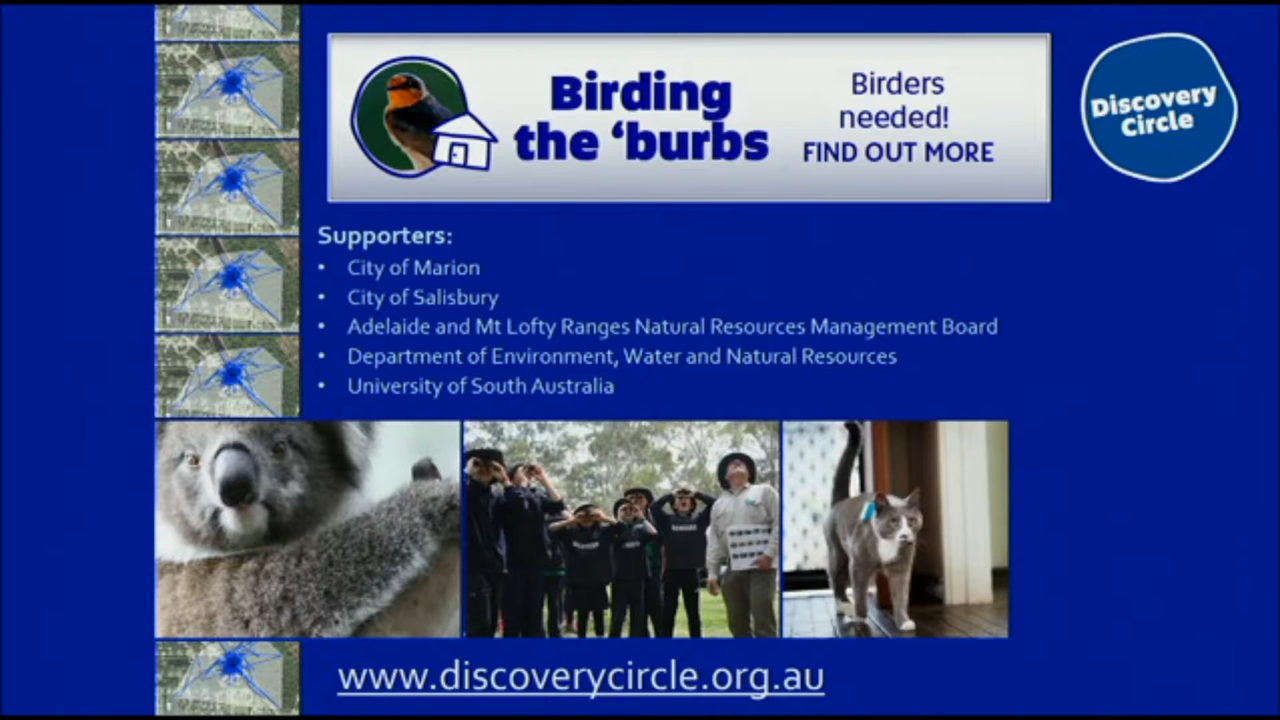 Birding
the ‘burbs
Birders
needed!
FIND OUT MORE
Discovery
Circle
Supporters:
• City of Marion
• City of Salisbury
• Adelaide and Mt Lofty Ranges Natural Resources Management Board
• Department of Environment, Water and Natural Resources
• University of South Australia
www.discoverycircle.org.au